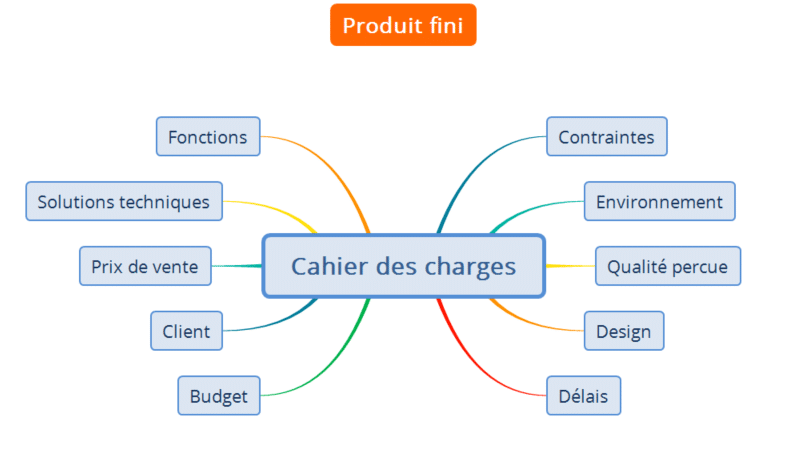 Produit fini
Fonctions
Contraintes
Solutions techniques
Environnement
Cahier des charges
Prix de vente
Qualité percue
Client
Design
Budget
Délais